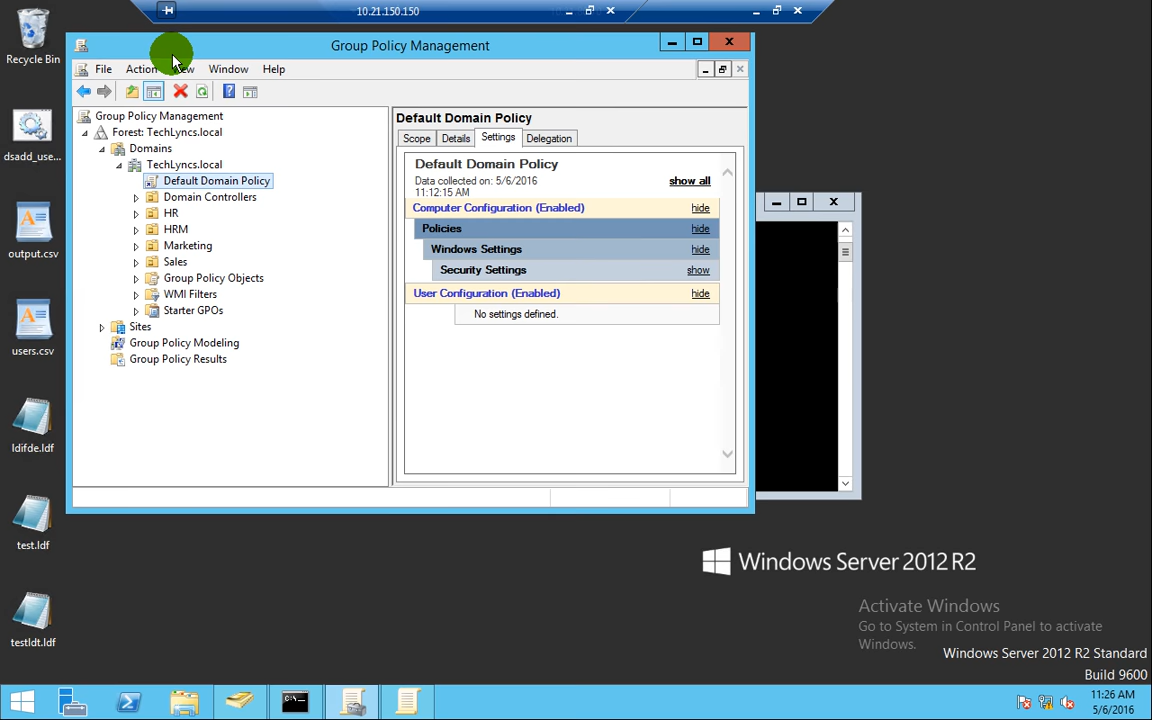 10.21.150.150
Recycle Bin
dsadd_use...
output.csv
users.csv
ldifde.ldf
test.ldf
testldt.ldf
Group Policy Management
File Action View Window Help
Group Policy Management
Forest: TechLyncs.local
Domains
TechLyncs.local
Default Domain Policy
Domain Controllers
HR
HRM
Marketing
Sales
Group Policy Objects
WMI Filters
Starter GPOs
Sites
Group Policy Modeling
Group Policy Results
Default Domain Policy
Scope Details Settings Delegation
Default Domain Policy
Data collected on: 5/6/2016
11:12:15 AM
show all
Computer Configuration (Enabled) hide
Policies hide
Windows Settings hide
Security Settings show
User Configuration (Enabled) hide
No settings defined.
Windows Server 2012 R2
Activate Windows
Go to System in Control Panel to activate
Windows.
Windows Server 2012 R2 Standard
Build 9600
C:\
11:26 AM
5/6/2016